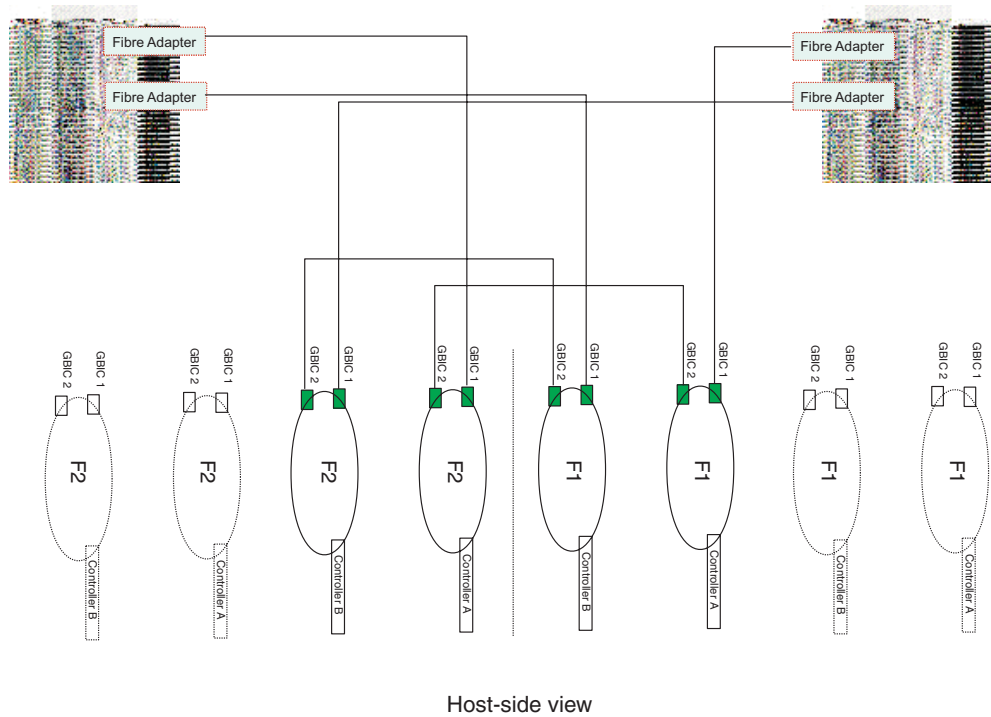 Fibre Adapter
Fibre Adapter
Fibre Adapter
Fibre Adapter
GBIC 2
GBIC 1
GBIC 2
GBIC 1
GBIC 2
GBIC 1
GBIC 2
GBIC 1
GBIC 2
GBIC 1
GBIC 2
GBIC 1
GBIC 2
GBIC 1
GBIC 2
GBIC 1
F2
F2
F2
F2
F1
F1
F1
F1
Controller B
Controller A
Controller B
Controller A
Controller B
Controller A
Controller B
Controller A
Host-side view